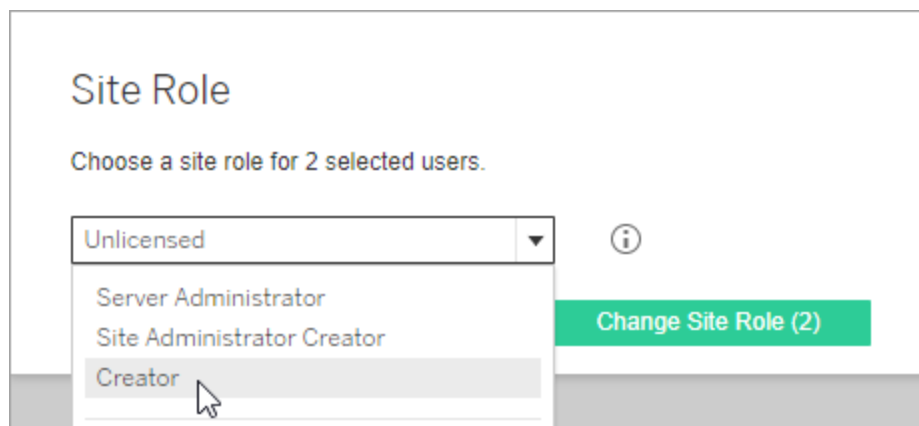 Site Role
Choose a site role for 2 selected users.
Unlicensed
Server Administrator
Site Administrator Creator
Change Site Role (2)
Creator